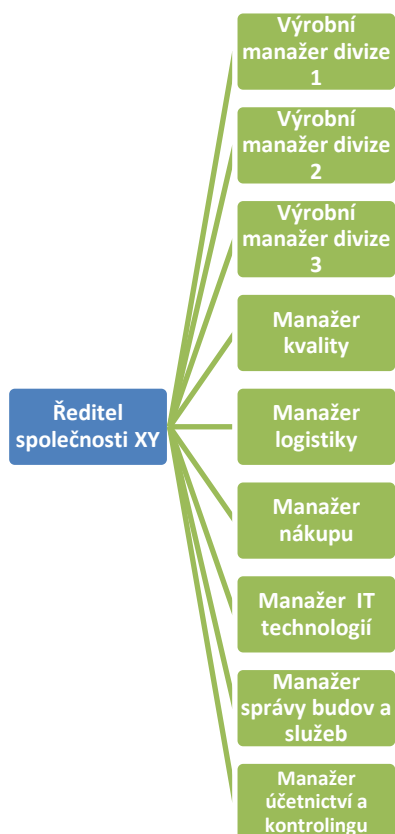 Výrobní
manažer divize
1
Výrobní
manažer divize
2
Výrobní
manažer divize
3
Manažer
kvality
Ředitel
společnosti XY
Manažer
logistiky
Manažer
nákupu
Manažer IT
technologií
Manažer
správy budov a
služeb
Manažer
účetnictví a
kontrolingu